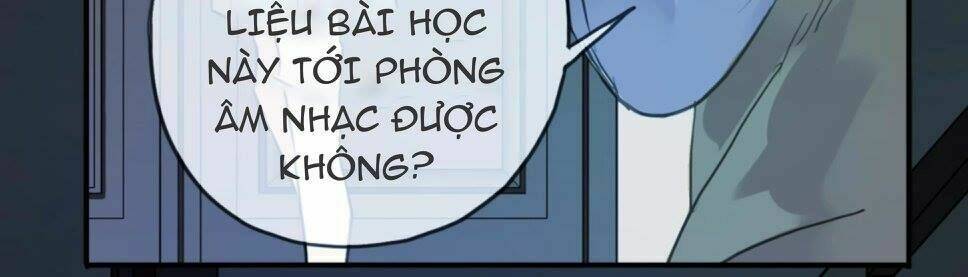 LIỆU BÀI HỌC
NÀY TỚI PHÒNG
ÂM NHẠC ĐƯỢC
KHÔNG?